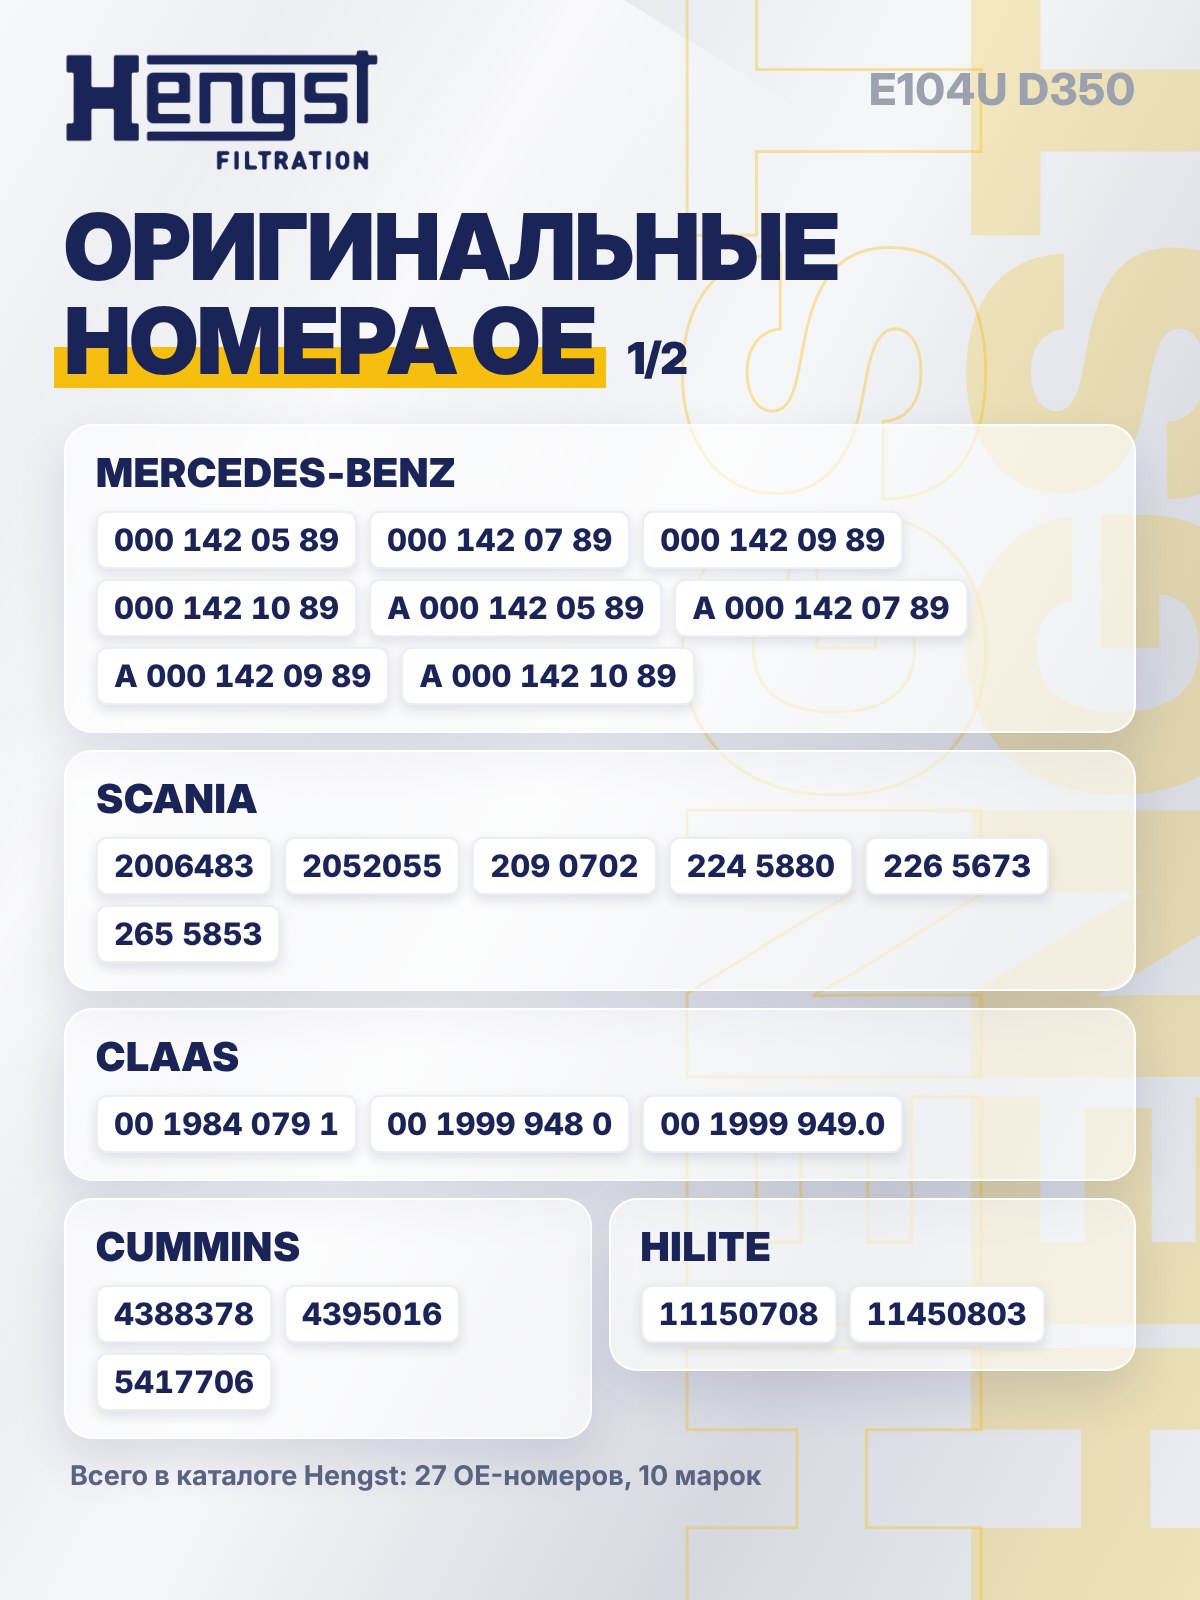 Hengst
FILTRATION
E104U D350
ОРИГИНАЛЬНЫЕ
НОМЕРА OE 1/2
MERCEDES-BENZ
000 142 05 89 000 142 07 89 000 142 09 89
000 142 10 89 A 000 142 05 89 A 000 142 07 89
A 000 142 09 89 A 000 142 10 89
SCANIA
2006483 2052055 209 0702 224 5880 226 5673
265 5853
CLAAS
00 1984 079 1 00 1999 948 0 00 1999 949.0
CUMMINS
4388378 4395016
5417706
HILITE
11150708 11450803
Всего в каталоге Hengst: 27 OE-номеров, 10 марок
HENGST
HENGST